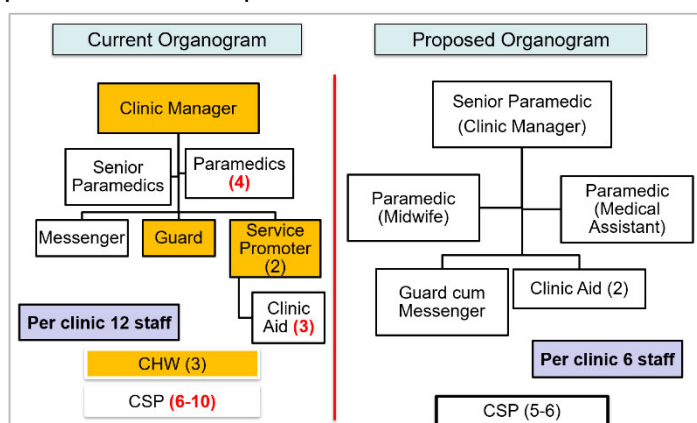 Current Organogram
Clinic Manager
Senior
Paramedics
Paramedics
(4)
Messenger
Guard
Service
Promoter
(2)
Clinic
Aid (3)
Per clinic 12 staff
CHW (3)
CSP (6-10)
Proposed Organogram
Senior Paramedic
(Clinic Manager)
Paramedic
(Midwife)
Paramedic
(Medical
Assistant)
Guard cum
Messenger
Clinic Aid (2)
Per clinic 6 staff
CSP (5-6)